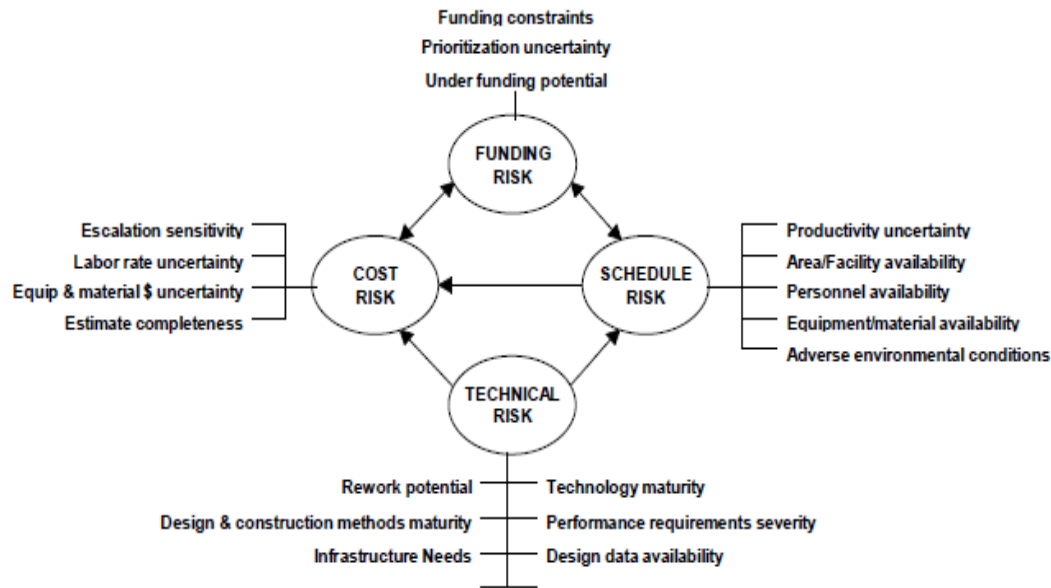 Funding constraints
Prioritization uncertainty
Under funding potential
FUNDING
RISK
Escalation sensitivity
Labor rate uncertainty
Equip & material $ uncertainty
Estimate completeness
COST
RISK
SCHEDULE
RISK
Productivity uncertainty
Area/Facility availability
Personnel availability
Equipment/material availability
Adverse environmental conditions
TECHNICAL
RISK
Rework potential
Design & construction methods maturity
Infrastructure Needs
Technology maturity
Performance requirements severity
Design data availability